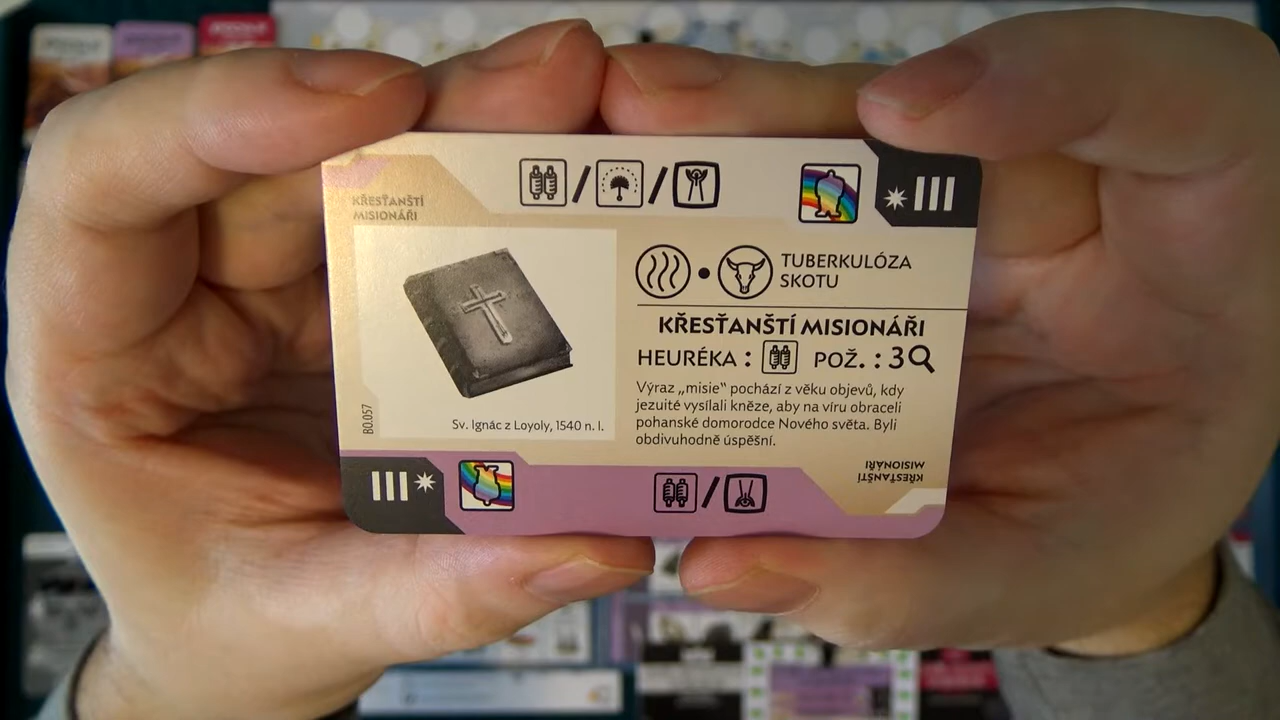 KŘESŤANŠTÍ
MISIONÁŘI
/ /
III
TUBERKULÓZA
SKOTU
KŘESŤANŠTÍ MISIONÁŘI
HEURÉKA : POŽ. : 3
Výraz „misie“ pochází z věku objevů, kdy
jezuité vysílali kněze, aby na víru obraceli
pohanské domorodce Nového světa. Byli
obdivuhodně úspěšní.
B0.057
Sv. Ignác z Loyoly, 1540 n. l.
KŘESŤANŠTÍ
MISIONÁŘI
III
/